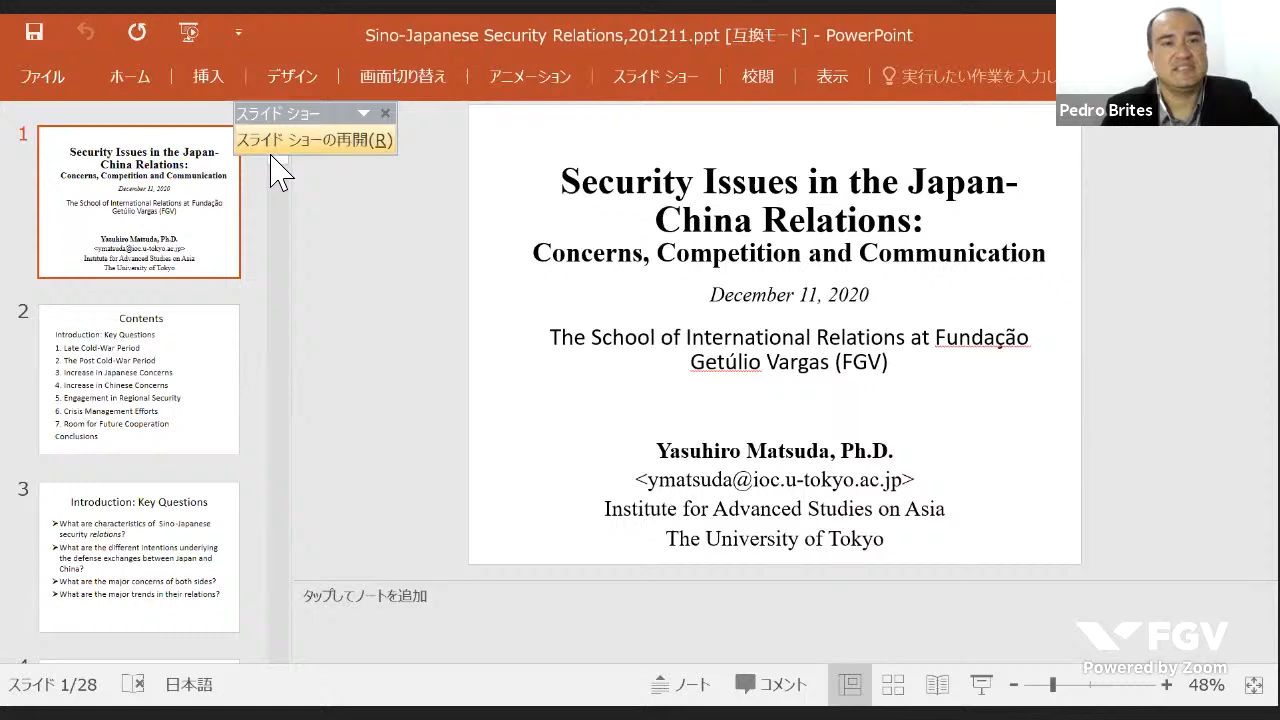 Sino-Japanese Security Relations,201211.ppt [互換モード] - PowerPoint
ファイル ホーム 挿入 デザイン 画面切り替え アニメーション スライド ショー 校閲 表示 実行したい作業を入力し
Pedro Brites
スライド ショー
スライド ショーの再開(R)
1
Security Issues in the Japan-
China Relations:
Concerns, Competition and Communication
December 11, 2020
The School of International Relations at Fundação
Getúlio Vargas (FGV)
Yasuhiro Matsuda, Ph.D.
<ymatsuda@ioc.u-tokyo.ac.jp>
Institute for Advanced Studies on Asia
The University of Tokyo
2
Contents
Introduction: Key Questions
1. Late Cold-War Period
2. The Post Cold-War Period
3. Increase in Japanese Concerns
4. Increase in Chinese Concerns
5. Engagement in Regional Security
6. Crisis Management Efforts
7. Room for Future Cooperation
Conclusions
3
Introduction: Key Questions
➢What are characteristics of Sino-Japanese
security relations?
➢What are the different intentions underlying
the defense exchanges between Japan and
China?
➢What are the major concerns of both sides?
➢What are the major trends in their relations?
Security Issues in the Japan-
China Relations:
Concerns, Competition and Communication
December 11, 2020
The School of International Relations at Fundação
Getúlio Vargas (FGV)
Yasuhiro Matsuda, Ph.D.
<ymatsuda@ioc.u-tokyo.ac.jp>
Institute for Advanced Studies on Asia
The University of Tokyo
タップしてノートを追加
FGV
Powered by Zoom
スライド 1/28 日本語 ノート コメント 48%